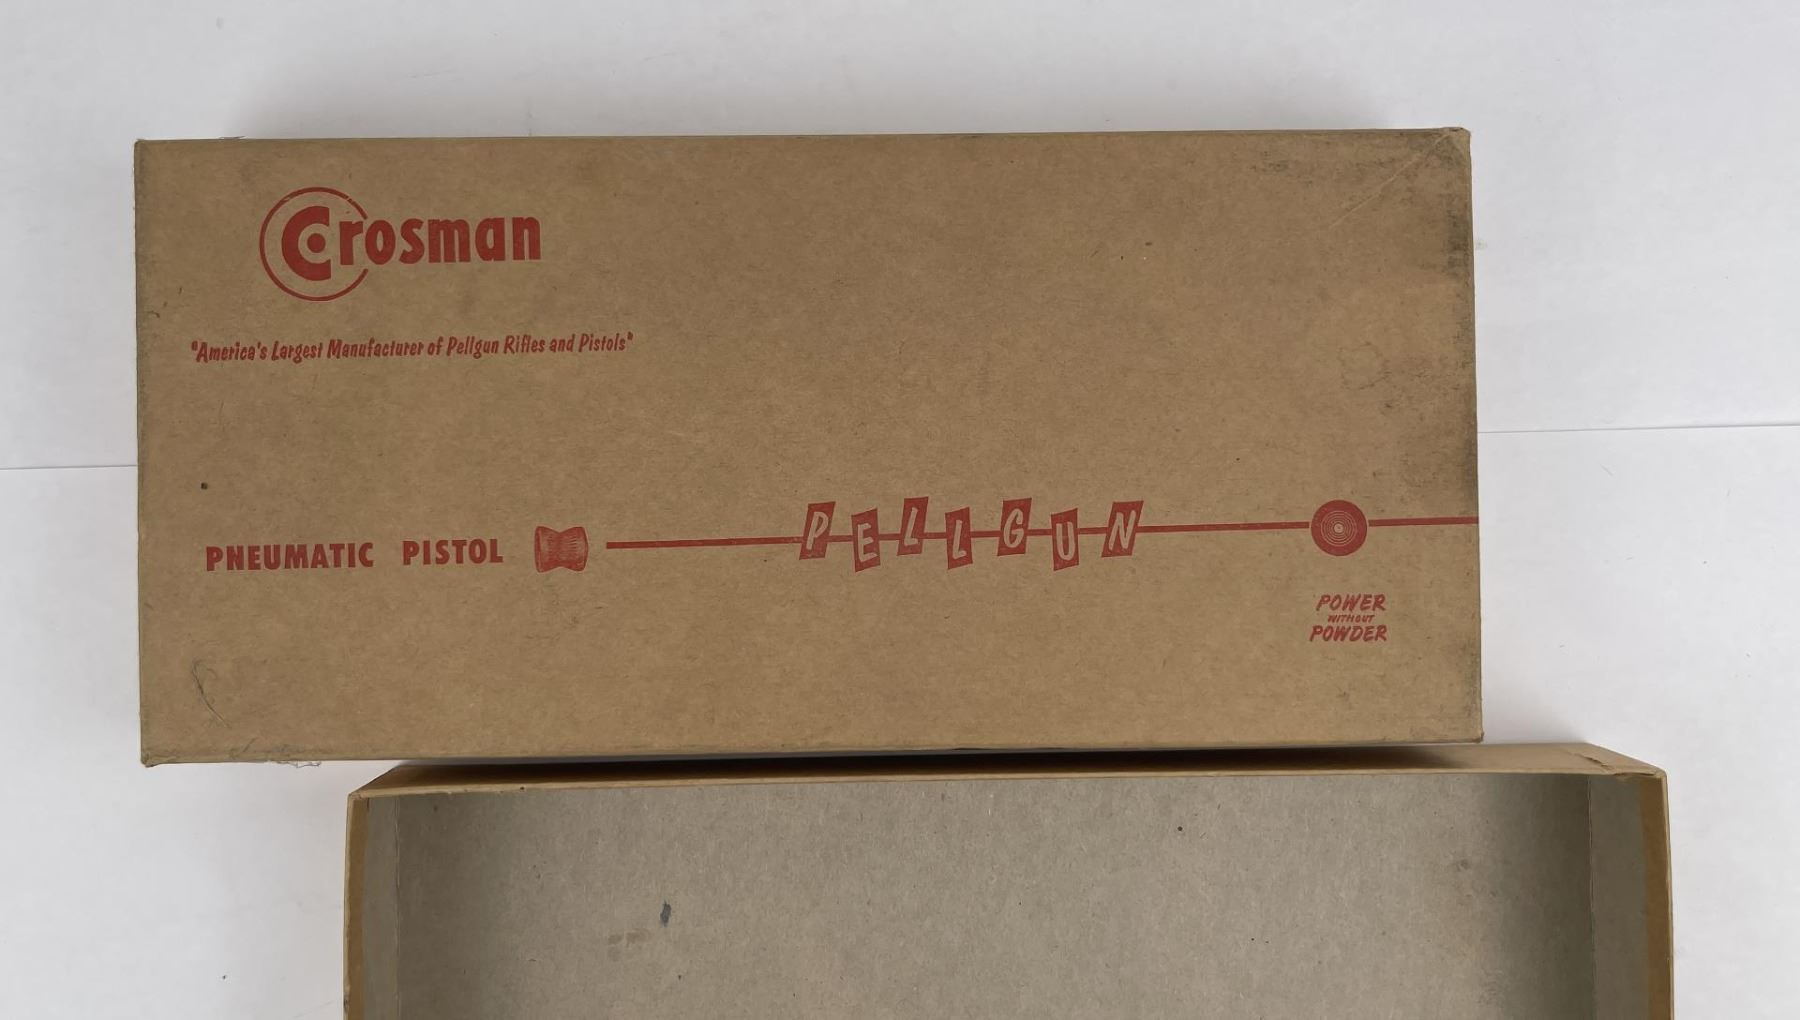 Crosman
"America's Largest Manufacturer of Pellgun Rifles and Pistols"
PNEUMATIC PISTOL
PELLGUN
POWER
WITHOUT
POWDER